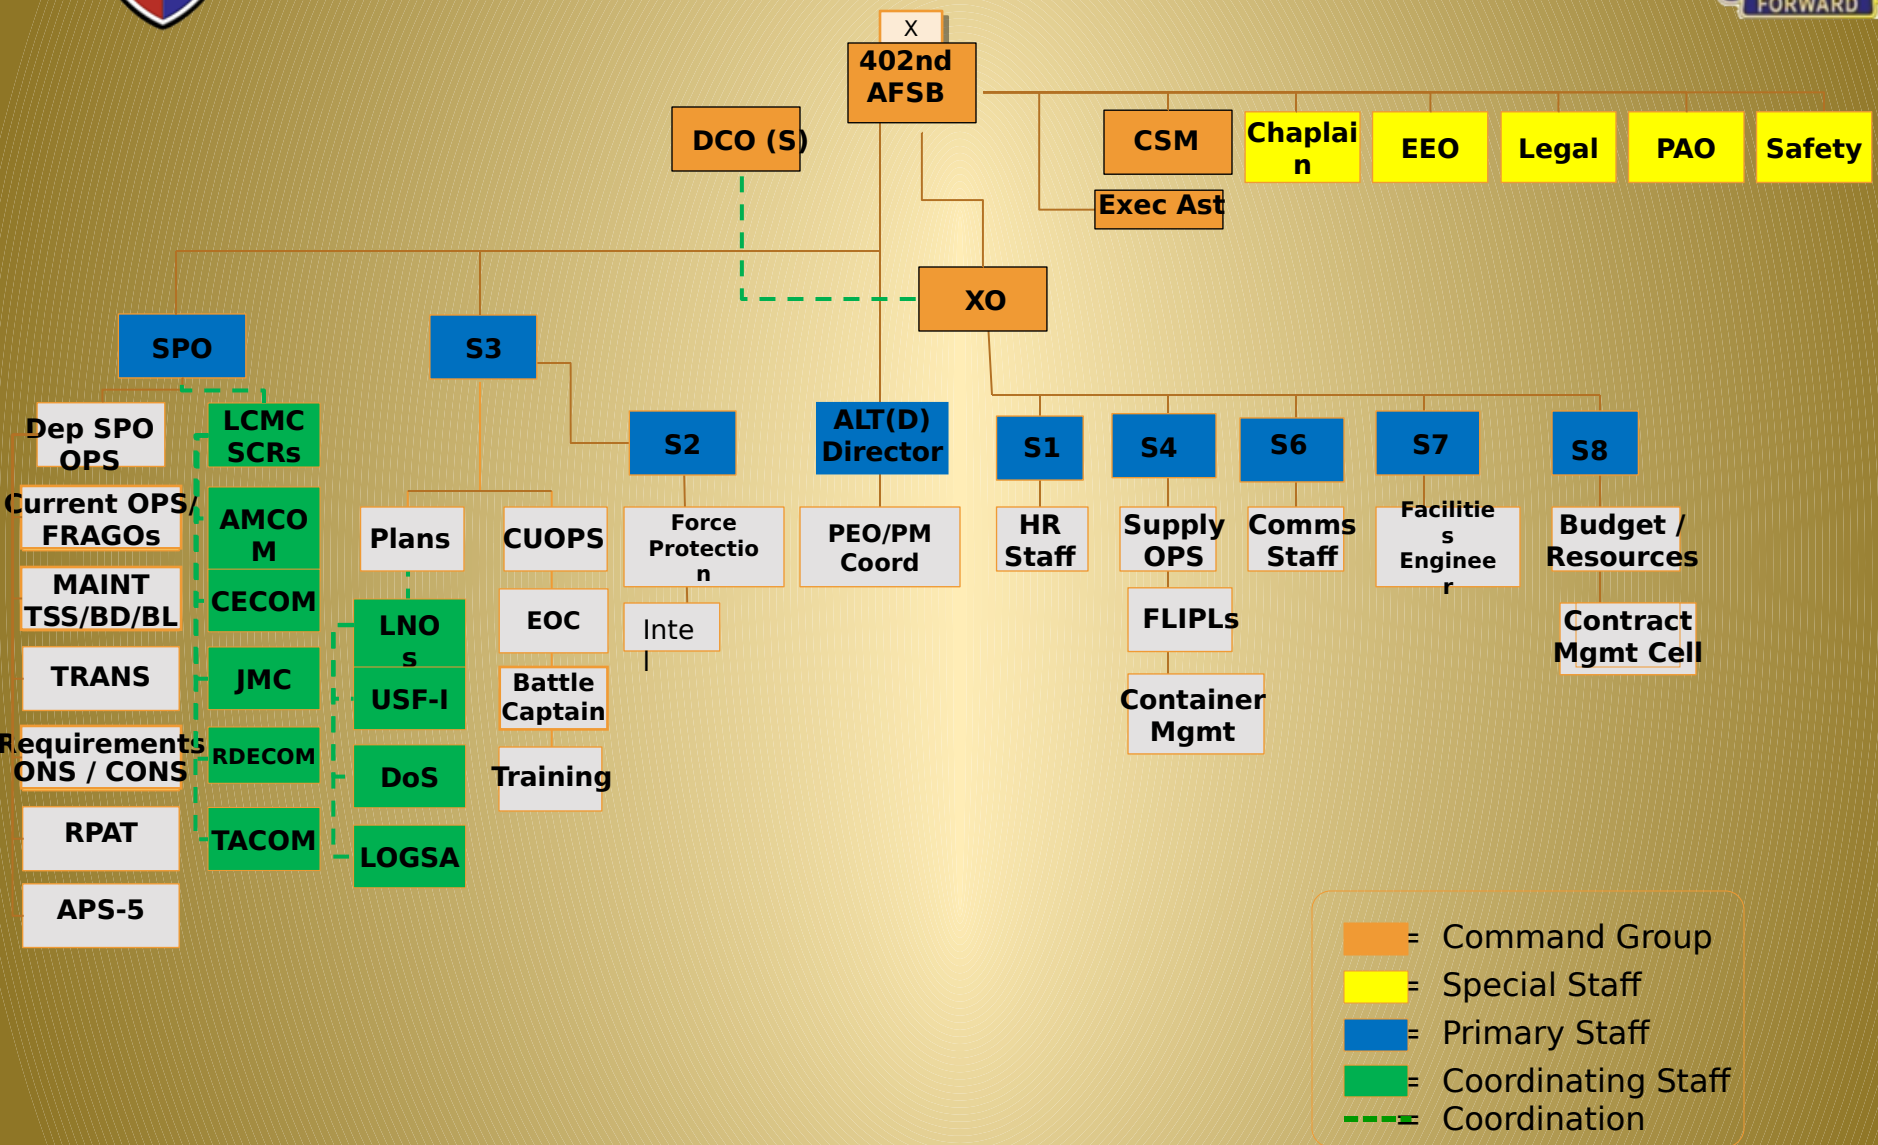 FORWARD
X
402nd
AFSB
DCO (S)
CSM
Chaplai
n
EEO
Legal
PAO
Safety
Exec Ast
XO
SPO
S3
S2
ALT(D)
Director
S1
S4
S6
S7
S8
Dep SPO
OPS
LCMC
SCRs
Current OPS/
FRAGOs
AMCO
M
MAINT
TSS/BD/BL
CECOM
TRANS
JMC
Requirements
ONS / CONS
RDECOM
RPAT
TACOM
APS-5
Plans
LNO
s
USF-I
DoS
LOGSA
CUOPS
EOC
Battle
Captain
Training
Force
Protectio
n
Inte
l
PEO/PM
Coord
HR
Staff
Supply
OPS
FLIPLs
Container
Mgmt
Comms
Staff
Facilitie
s
Enginee
r
Budget /
Resources
Contract
Mgmt Cell
= Command Group
= Special Staff
= Primary Staff
= Coordinating Staff
= Coordination